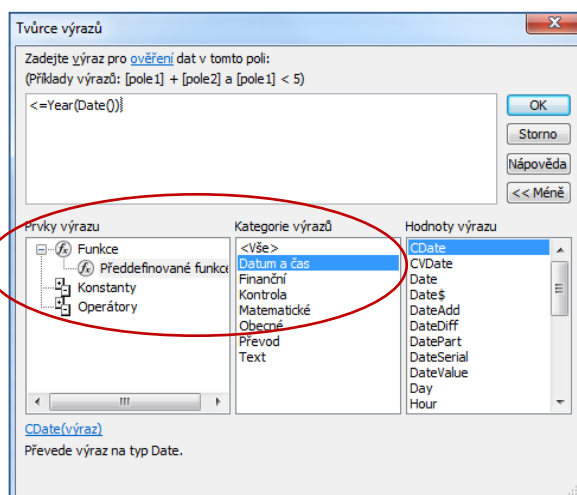 Tvůrce výrazů
Zadejte výraz pro ověření dat v tomto poli:
(Příklady výrazů: [pole1] + [pole2] a [pole1] < 5)
<=Year(Date())
OK
Storno
Nápověda
<< Méně
Prvky výrazu
Funkce
Předdefinované funkce
Konstanty
Operátory
Kategorie výrazů
<Vše>
Datum a čas
Finanční
Kontrola
Matematické
Obecné
Převod
Text
Hodnoty výrazu
CDate
CVDate
Date
Date$
DateAdd
DateDiff
DatePart
DateSerial
DateValue
Day
Hour
CDate(výraz)
Převede výraz na typ Date.